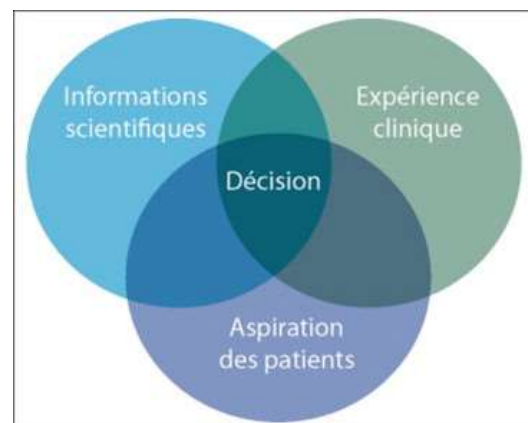 Informations
scientifiques
Expérience
clinique
Décision
Aspiration
des patients